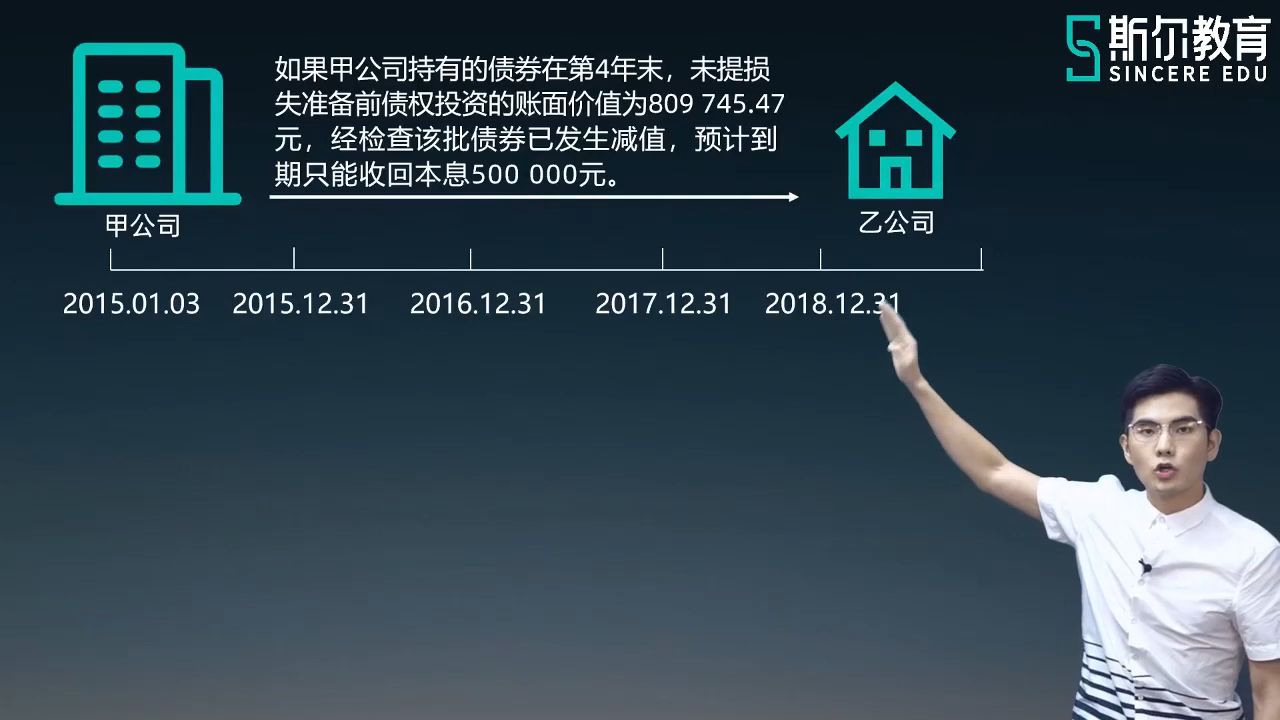 斯尔教育
SINCERE EDU
如果甲公司持有的债券在第4年末，未提损
失准备前债权投资的账面价值为809 745.47
元，经检查该批债券已发生减值，预计到
期只能收回本息500 000元。
甲公司
乙公司
2015.01.03
2015.12.31
2016.12.31
2017.12.31
2018.12.31